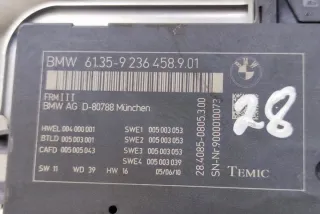 BMW 6135-9 236 458.9.01
FRM III
BMW AG D-80788 München
HWEL 004 000 001
BTLD 005 003 001
CAFD 005 005 043
SWE1 005 003 053
SWE2 005 003 053
SWE3 005 003 053
SWE4 005 003 039
SW 11 WD 39 HW 16 05/06/10
28.4085-0805.3.00
SN-Nr.9000010073
TEMIC
28